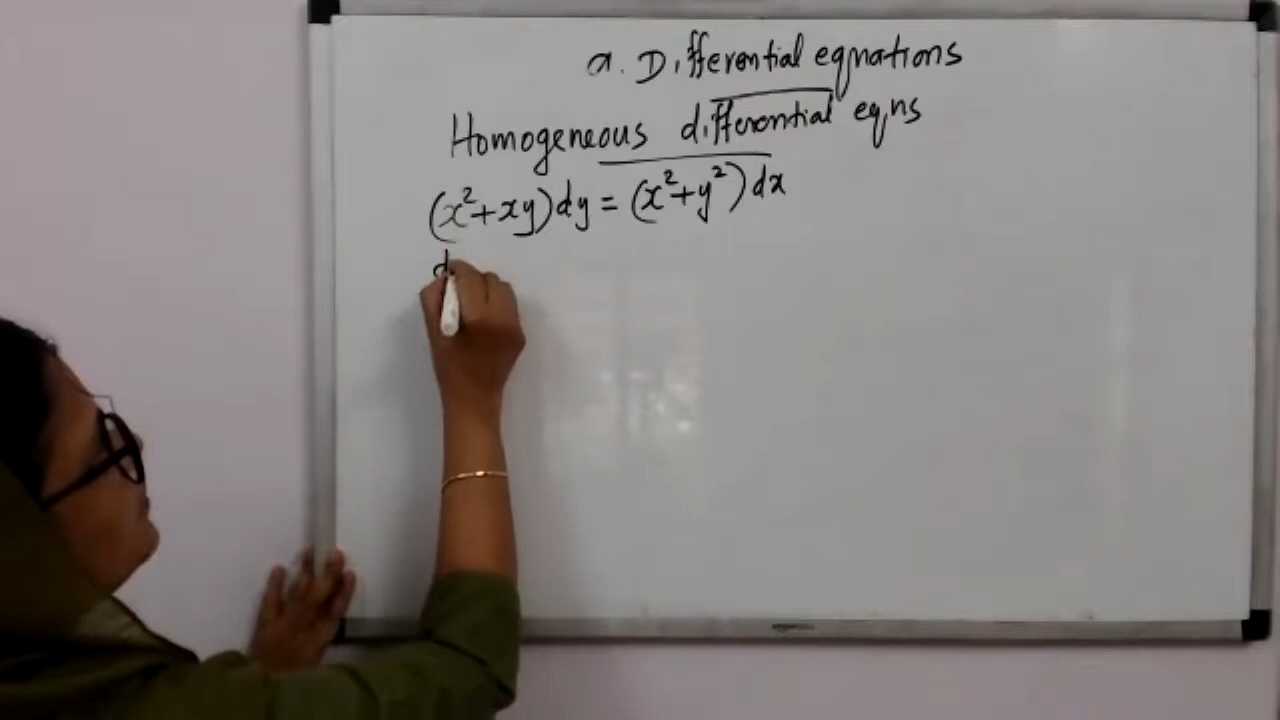 a. Differential equations
Homogeneous differential eqns
(x²+xy)dy = (x²+y²)dx
d